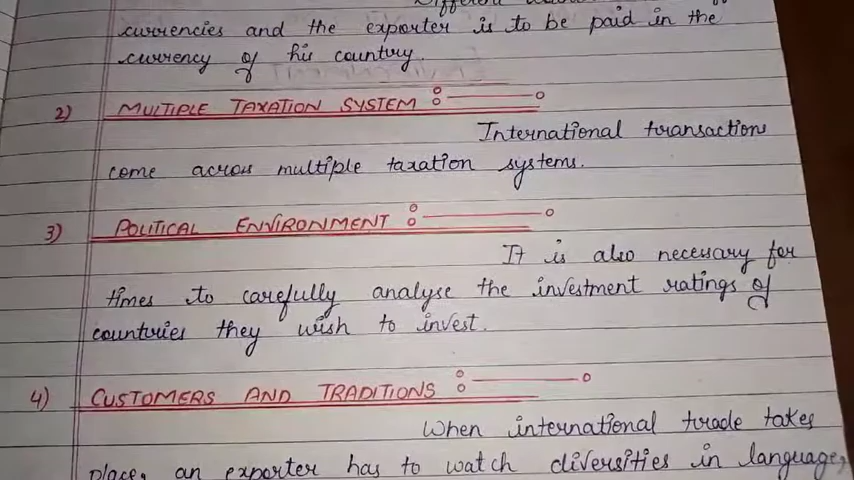 currencies and the exporter is to be paid in the
currency of his country.
2) MULTIPLE TAXATION SYSTEM
International transactions
come across multiple taxation systems.
3) POLITICAL ENVIRONMENT
It is also necessary for
times to carefully analyse the investment ratings of
countries they wish to invest.
4) CUSTOMERS AND TRADITIONS
When international trade takes
place, an exporter has to watch diversities in language,